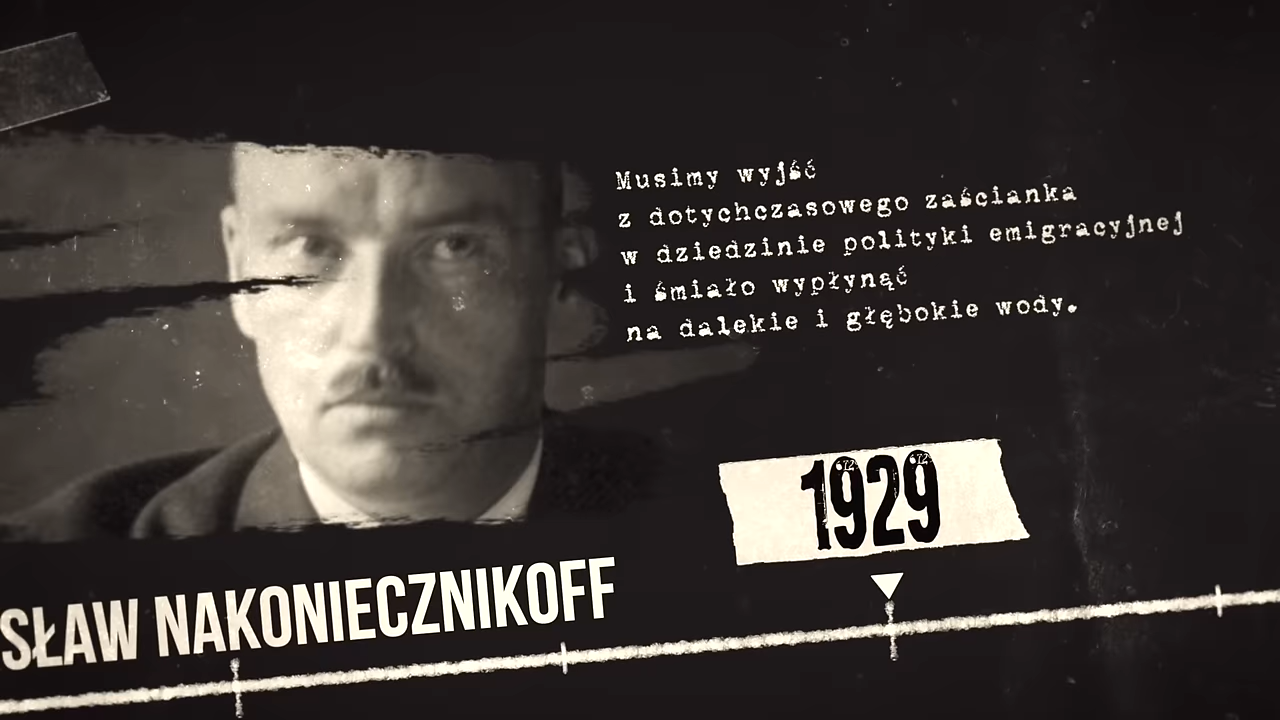 Musimy wyjść
z dotychczasowego zaścianka
w dziedzinie polityki emigracyjnej
i śmiało wypłynąć
na dalekie i głębokie wody.
1929
SŁAW NAKONIECZNIKOFF